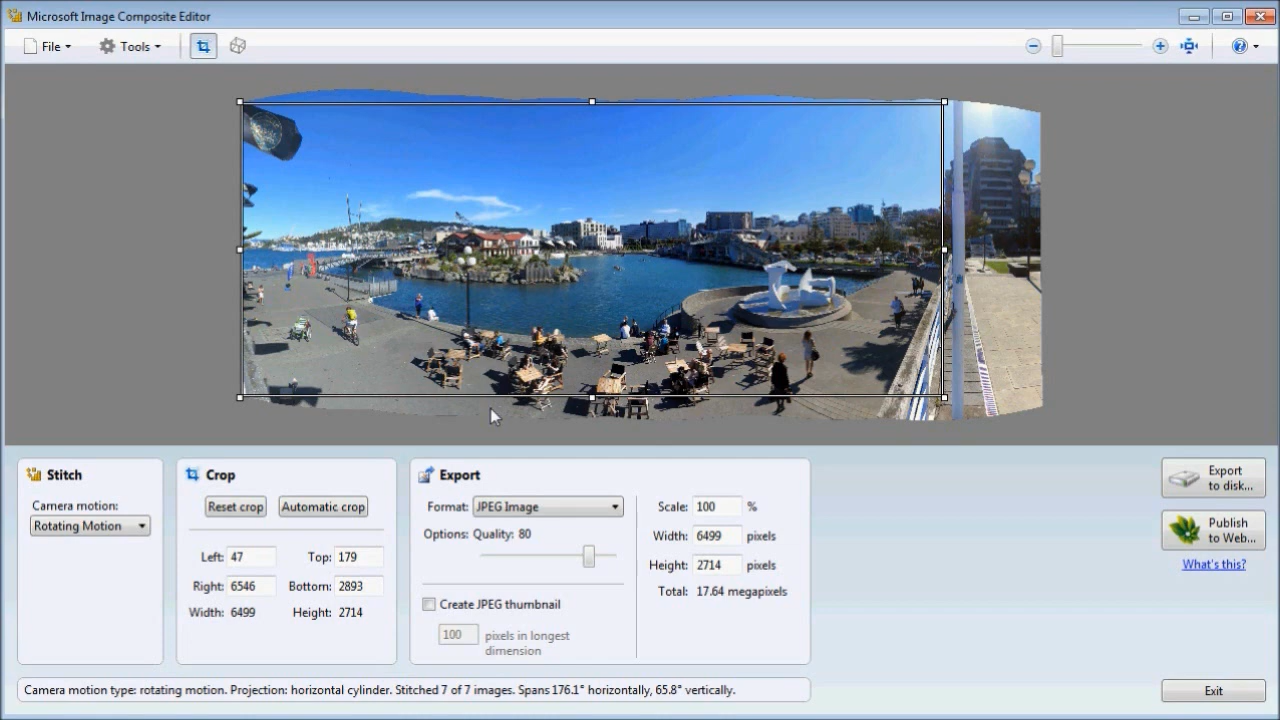 Microsoft Image Composite Editor
File
Tools
Stitch
Camera motion:
Rotating Motion
Crop
Reset crop
Automatic crop
Left: 47
Top: 179
Right: 6546
Bottom: 2893
Width: 6499
Height: 2714
Export
Format: JPEG Image
Options: Quality: 80
Create JPEG thumbnail
100 pixels in longest
dimension
Scale: 100 %
Width: 6499 pixels
Height: 2714 pixels
Total: 17.64 megapixels
Export
to disk...
Publish
to Web...
What's this?
Camera motion type: rotating motion. Projection: horizontal cylinder. Stitched 7 of 7 images. Spans 176.1° horizontally, 65.8° vertically.
Exit